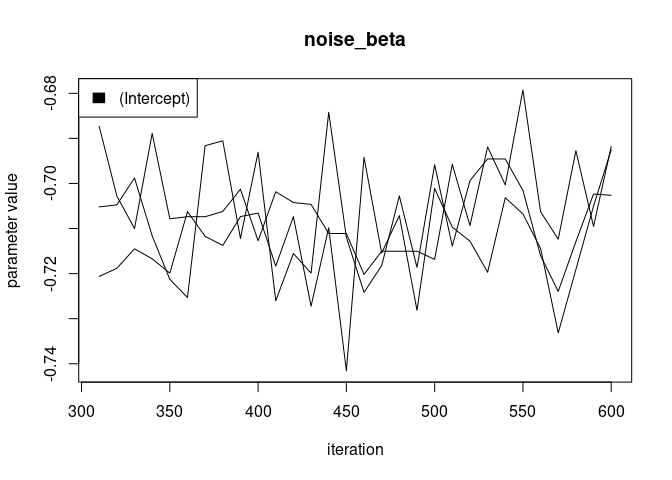 noise_beta
(Intercept)
-0.68
-0.70
-0.72
-0.74
parameter value
300 350 400 450 500 550 600
iteration